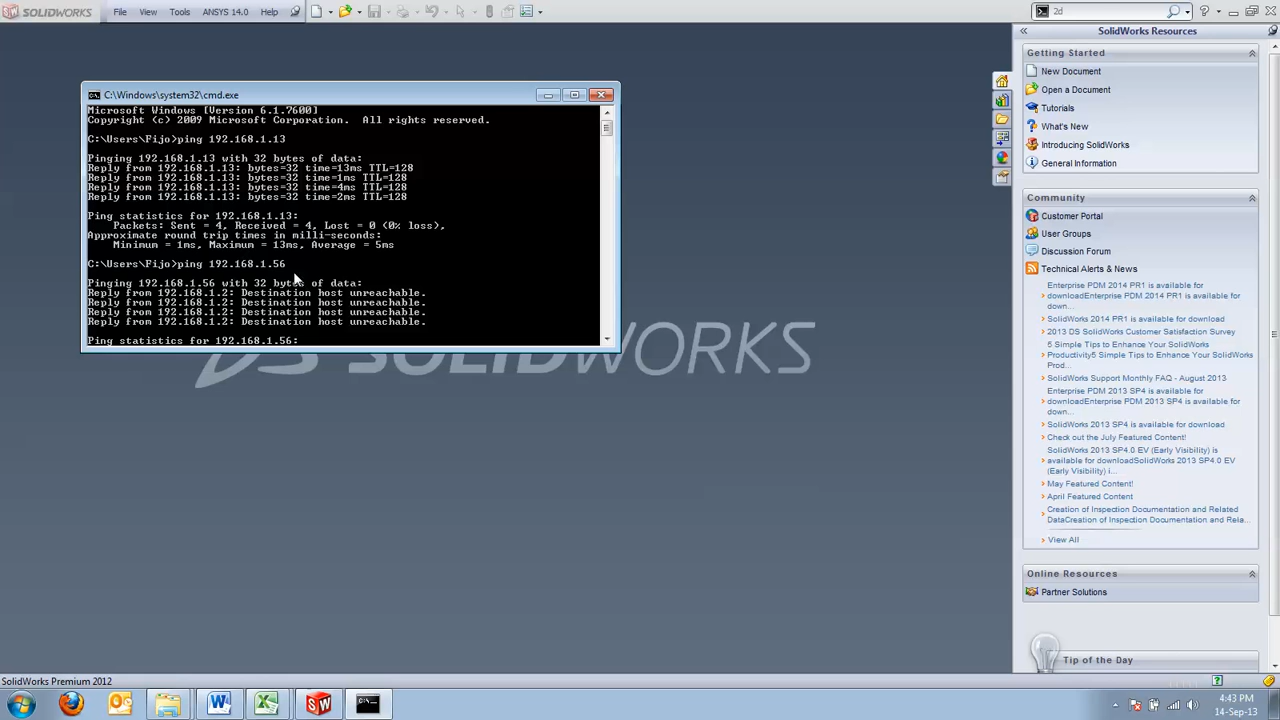 SOLIDWORKS File View Tools ANSYS 14.0 Help 2d
SolidWorks Resources
Getting Started
New Document
Open a Document
Tutorials
What's New
Introducing SolidWorks
General Information
Community
Customer Portal
User Groups
Discussion Forum
Technical Alerts & News
Enterprise PDM 2014 PR1 is available for
downloadEnterprise PDM 2014 PR1 is available for
down...
SolidWorks 2014 PR1 is available for download
2013 DS SolidWorks Customer Satisfaction Survey
5 Simple Tips to Enhance Your SolidWorks
Productivity5 Simple Tips to Enhance Your SolidWorks
Prod...
SolidWorks Support Monthly FAQ - August 2013
Enterprise PDM 2013 SP4 is available for
downloadEnterprise PDM 2013 SP4 is available for
down...
SolidWorks 2013 SP4 is available for download
Check out the July Featured Content!
SolidWorks 2013 SP4.0 EV (Early Visibility) is
available for downloadSolidWorks 2013 SP4.0 EV
(Early Visibility) i...
May Featured Content!
April Featured Content
Creation of Inspection Documentation and Related
DataCreation of Inspection Documentation and Rela...
View All
Online Resources
Partner Solutions
Tip of the Day
C:\Windows\system32\cmd.exe
Microsoft Windows [Version 6.1.7600]
Copyright (c) 2009 Microsoft Corporation. All rights reserved.
C:\Users\Fijo>ping 192.168.1.13
Pinging 192.168.1.13 with 32 bytes of data:
Reply from 192.168.1.13: bytes=32 time=13ms TTL=128
Reply from 192.168.1.13: bytes=32 time=1ms TTL=128
Reply from 192.168.1.13: bytes=32 time=4ms TTL=128
Reply from 192.168.1.13: bytes=32 time=2ms TTL=128
Ping statistics for 192.168.1.13:
Packets: Sent = 4, Received = 4, Lost = 0 (0% loss),
Approximate round trip times in milli-seconds:
Minimum = 1ms, Maximum = 13ms, Average = 5ms
C:\Users\Fijo>ping 192.168.1.56
Pinging 192.168.1.56 with 32 bytes of data:
Reply from 192.168.1.2: Destination host unreachable.
Reply from 192.168.1.2: Destination host unreachable.
Reply from 192.168.1.2: Destination host unreachable.
Reply from 192.168.1.2: Destination host unreachable.
Ping statistics for 192.168.1.56:
SOLIDWORKS
SolidWorks Premium 2012
4:43 PM
14-Sep-13